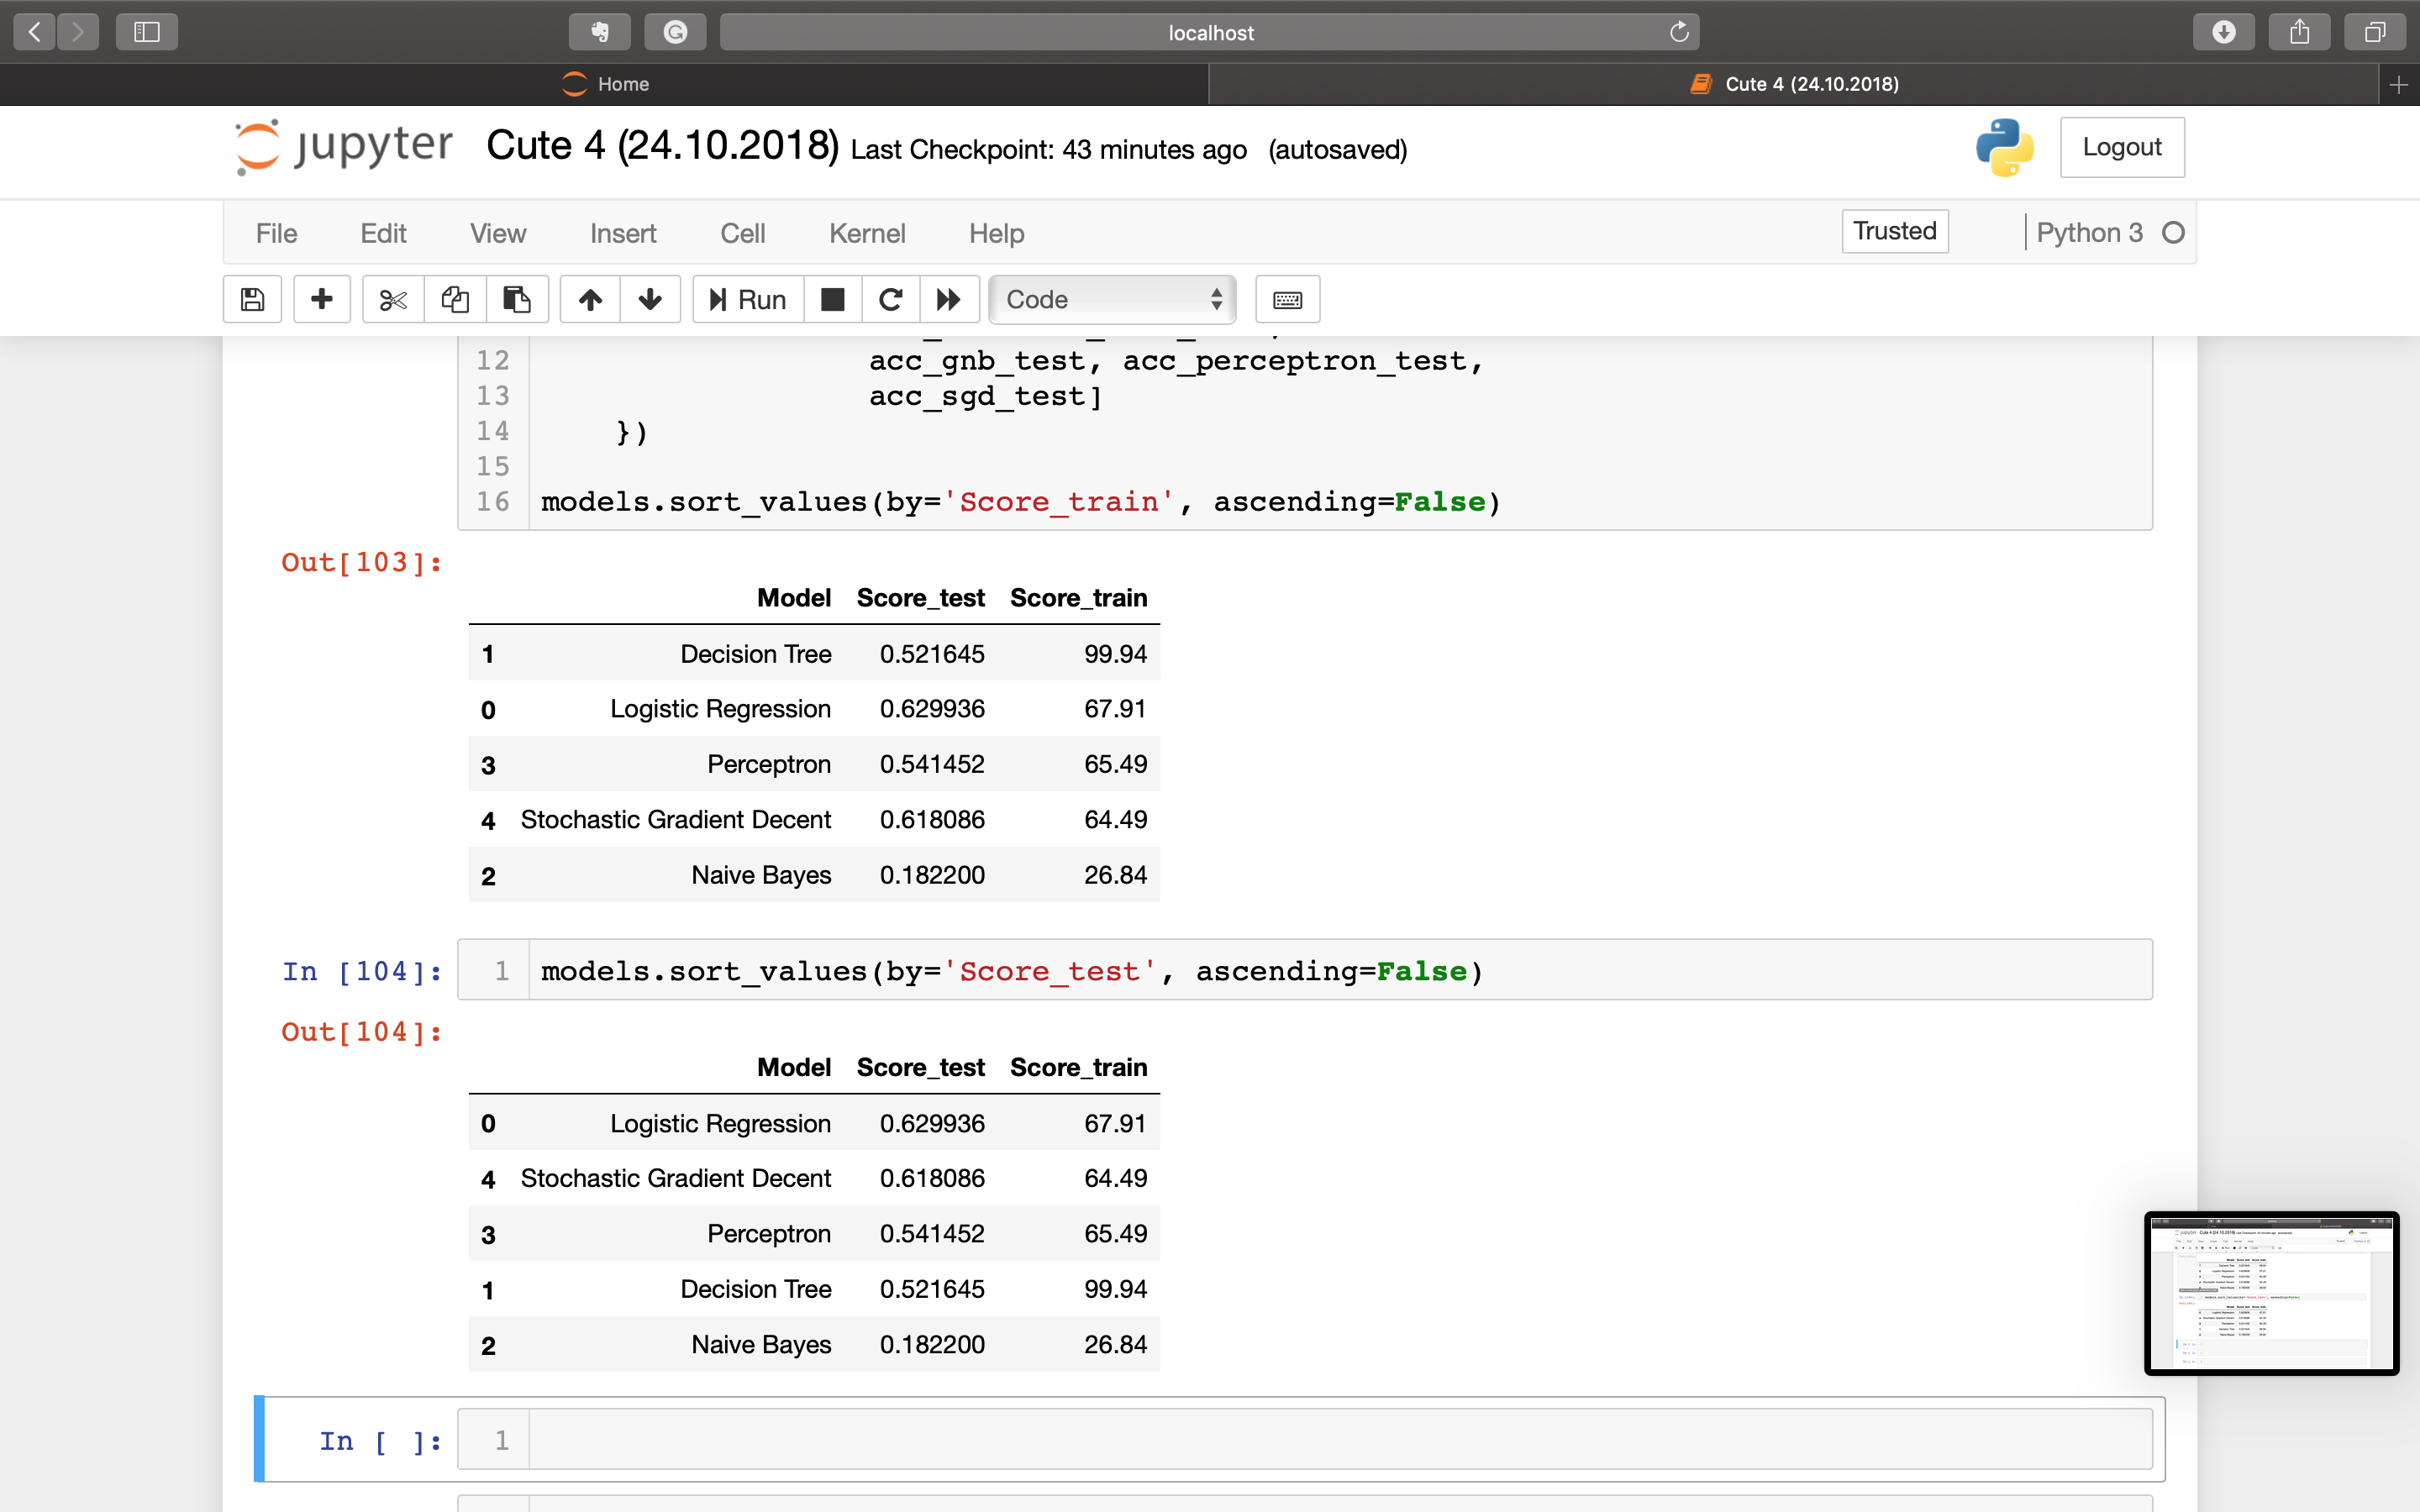 localhost
Home
Cute 4 (24.10.2018)
jupyter Cute 4 (24.10.2018) Last Checkpoint: 43 minutes ago (autosaved)
Logout
File Edit View Insert Cell Kernel Help
Trusted
Python 3
Run
Code
12 acc_gnb_test, acc_perceptron_test,
13 acc_sgd_test]
14 })
15
16 models.sort_values(by='Score_train', ascending=False)
Out[103]:
Model Score_test Score_train
1 Decision Tree 0.521645 99.94
0 Logistic Regression 0.629936 67.91
3 Perceptron 0.541452 65.49
4 Stochastic Gradient Decent 0.618086 64.49
2 Naive Bayes 0.182200 26.84
In [104]: 1 models.sort_values(by='Score_test', ascending=False)
Out[104]:
Model Score_test Score_train
0 Logistic Regression 0.629936 67.91
4 Stochastic Gradient Decent 0.618086 64.49
3 Perceptron 0.541452 65.49
1 Decision Tree 0.521645 99.94
2 Naive Bayes 0.182200 26.84
In [ ]: 1